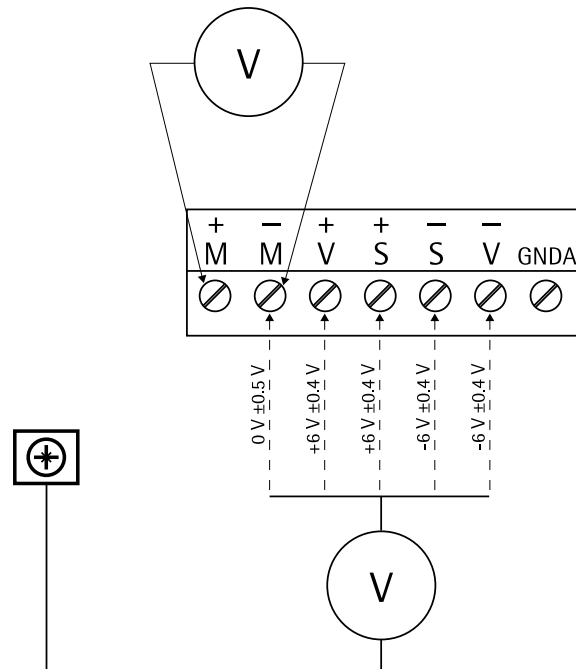 V
+ − + + − −
M M V S S V GNDA
0 V ±0.5 V
+6 V ±0.4 V
+6 V ±0.4 V
-6 V ±0.4 V
-6 V ±0.4 V
V